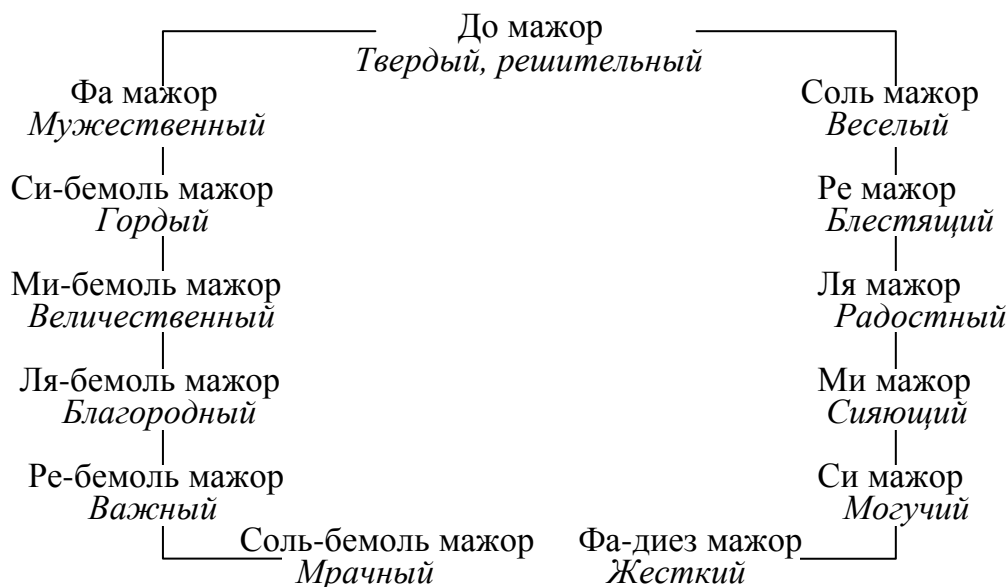 До мажор
Твердый, решительный
Фа мажор
Мужественный
Соль мажор
Веселый
Си-бемоль мажор
Гордый
Ре мажор
Блестящий
Ми-бемоль мажор
Величественный
Ля мажор
Радостный
Ля-бемоль мажор
Благородный
Ми мажор
Сияющий
Ре-бемоль мажор
Важный
Си мажор
Могучий
Соль-бемоль мажор
Мрачный
Фа-диез мажор
Жесткий